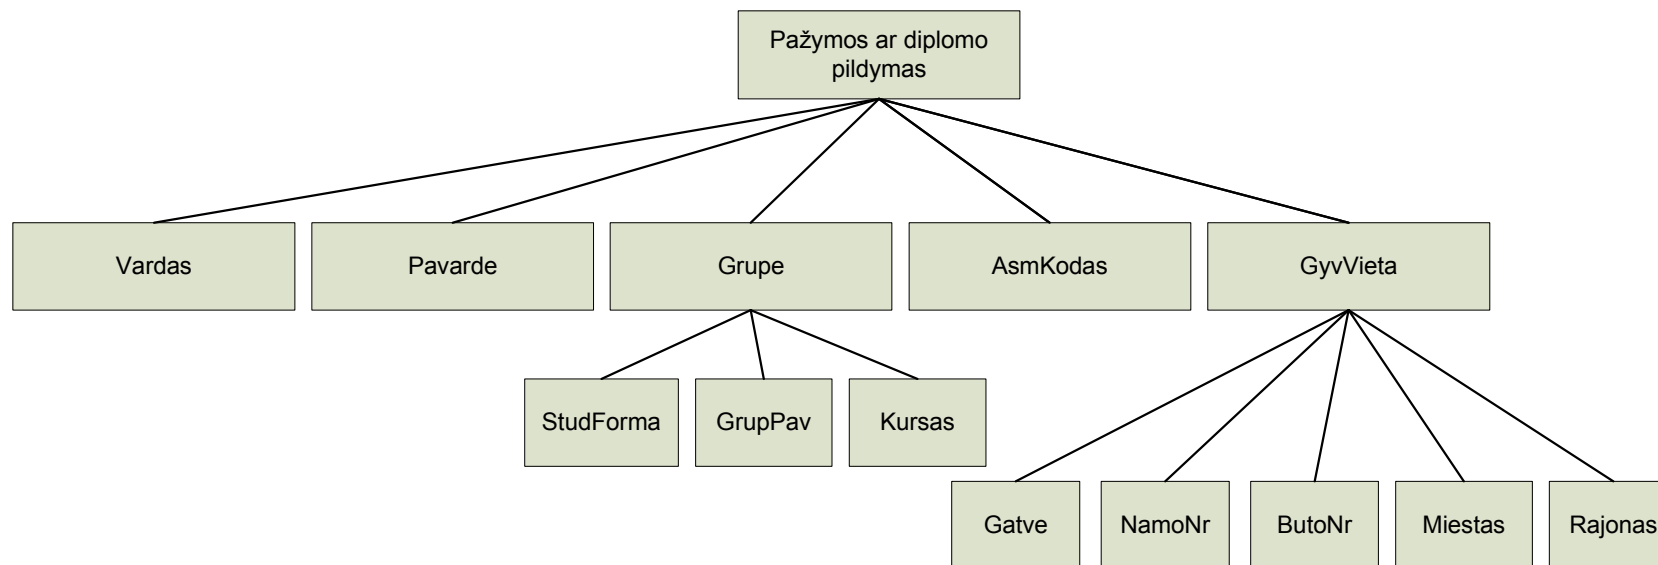 Pažymos ar diplomo
pildymas
Vardas
Pavarde
Grupe
AsmKodas
GyvVieta
StudForma
GrupPav
Kursas
Gatve
NamoNr
ButoNr
Miestas
Rajonas